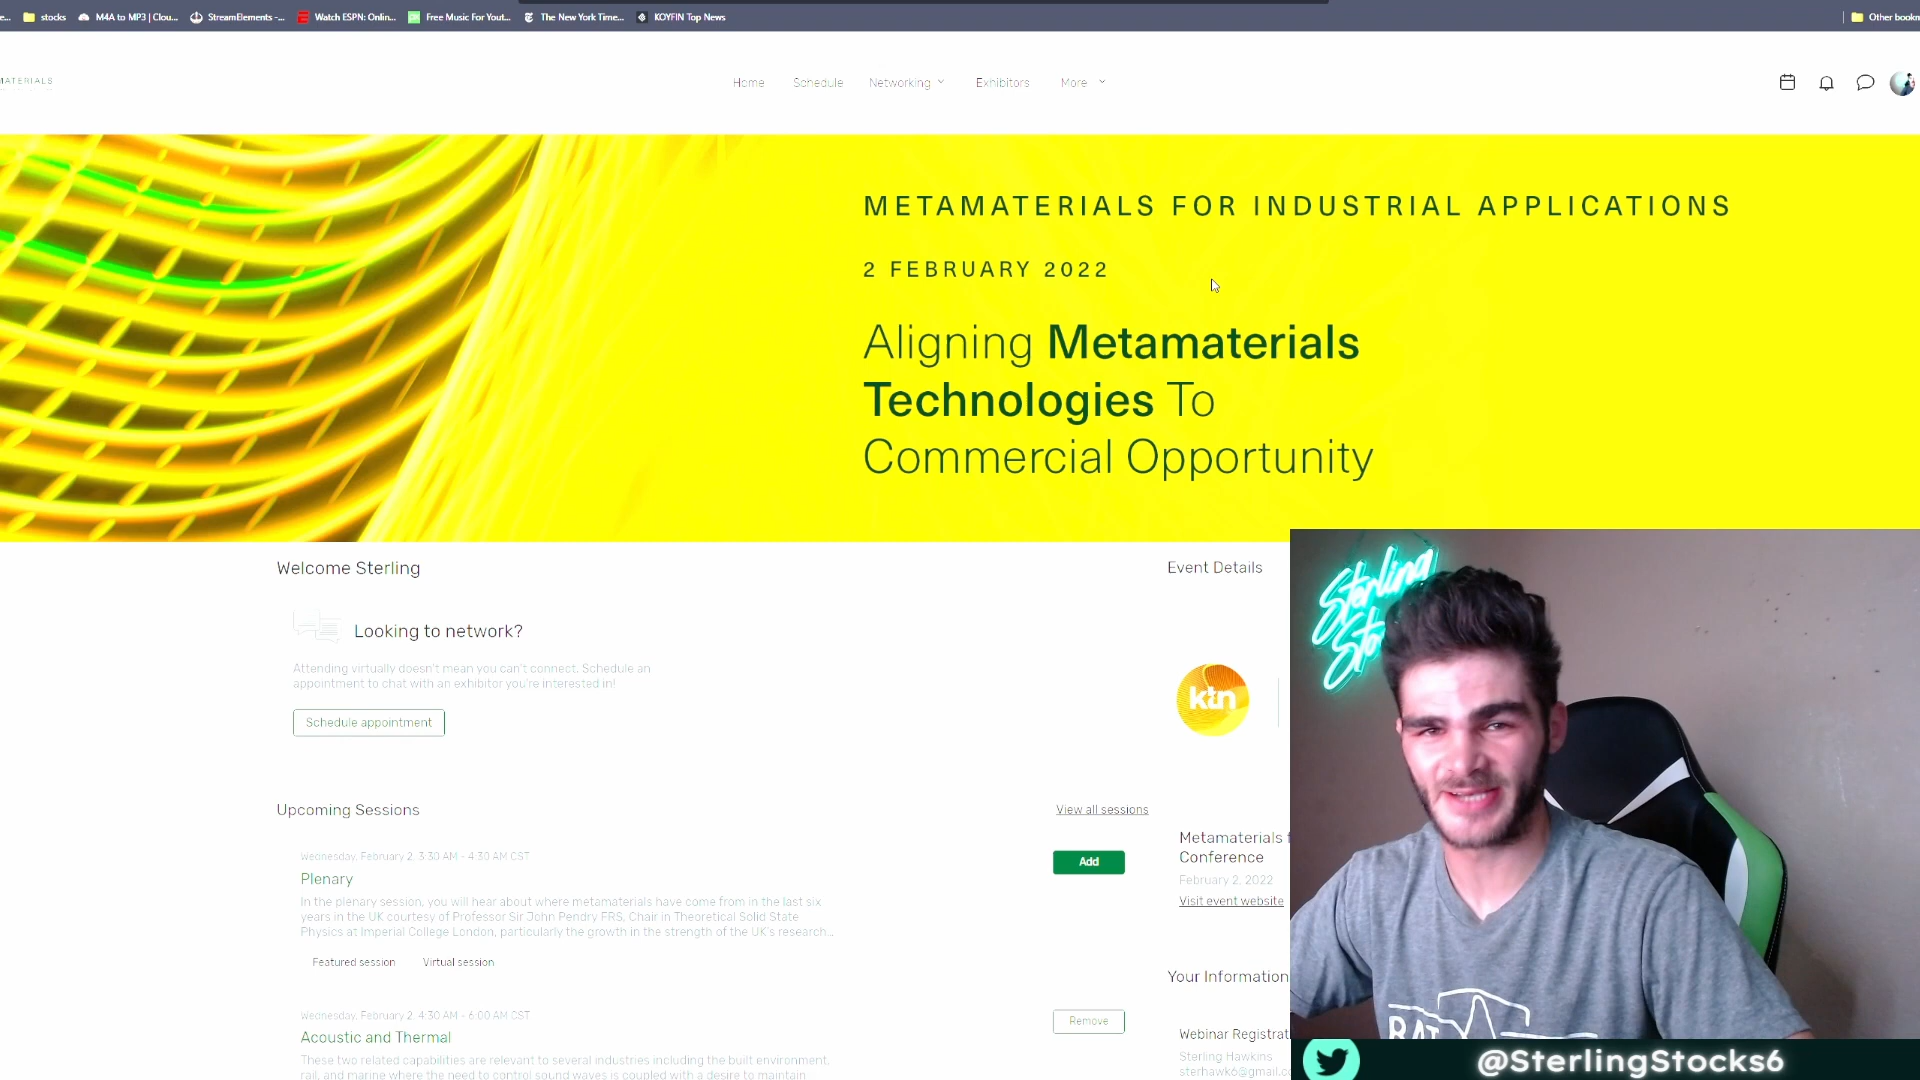 stocks
M4A to MP3 | Clou...
StreamElements -...
Watch ESPN: Onlin...
Free Music For Yout...
The New York Time...
KOYFIN Top News
Other bookm
MATERIALS
Home
Schedule
Networking
Exhibitors
More
METAMATERIALS FOR INDUSTRIAL APPLICATIONS
2 FEBRUARY 2022
Aligning Metamaterials
Technologies To
Commercial Opportunity
Welcome Sterling
Looking to network?
Attending virtually doesn't mean you can't connect. Schedule an
appointment to chat with an exhibitor you're interested in!
Schedule appointment
Upcoming Sessions
View all sessions
Wednesday, February 2, 3:30 AM - 4:30 AM CST
Plenary
Add
In the plenary session, you will hear about where metamaterials have come from in the last six
years in the UK courtesy of Professor Sir John Pendry FRS, Chair in Theoretical Solid State
Physics at Imperial College London, particularly the growth in the strength of the UK's research...
Featured session
Virtual session
Wednesday, February 2, 4:30 AM - 6:00 AM CST
Acoustic and Thermal
Remove
These two related capabilities are relevant to several industries including the built environment,
rail, and marine where the need to control sound waves is coupled with a desire to maintain
Event Details
ktn
Metamaterials f
Conference
February 2, 2022
Visit event website
Your Information
Webinar Registrat
Sterling Hawkins
sterhawk6@gmail.co
Sterling
Sto
@SterlingStocks6